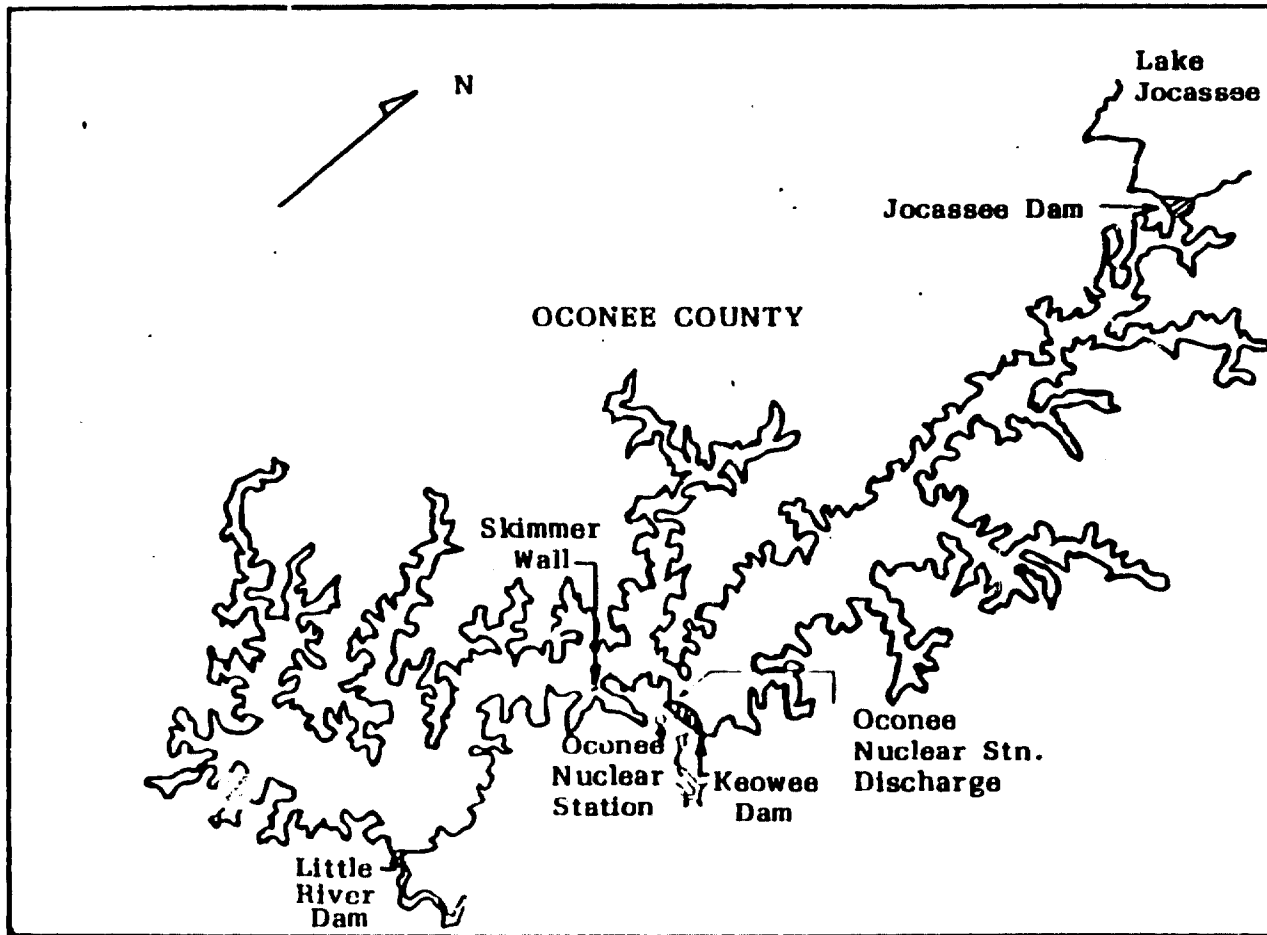 N
Lake
Jocassee
Jocassee Dam
OCONEE COUNTY
Skimmer
Wall
Oconee
Nuclear
Station
Keowee
Dam
Oconee
Nuclear Stn.
Discharge
Little
River
Dam